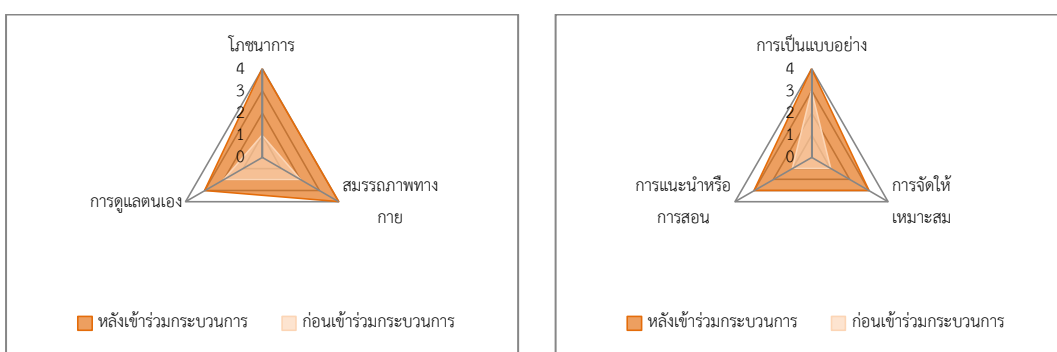 โภชนาการ
4
3
2
1
0
การดูแลตนเอง
สมรรถภาพทาง
กาย
หลังเข้าร่วมกระบวนการ
ก่อนเข้าร่วมกระบวนการ
การเป็นแบบอย่าง
4
3
2
1
0
การแนะนำหรือ
การสอน
การจัดให้
เหมาะสม
หลังเข้าร่วมกระบวนการ
ก่อนเข้าร่วมกระบวนการ